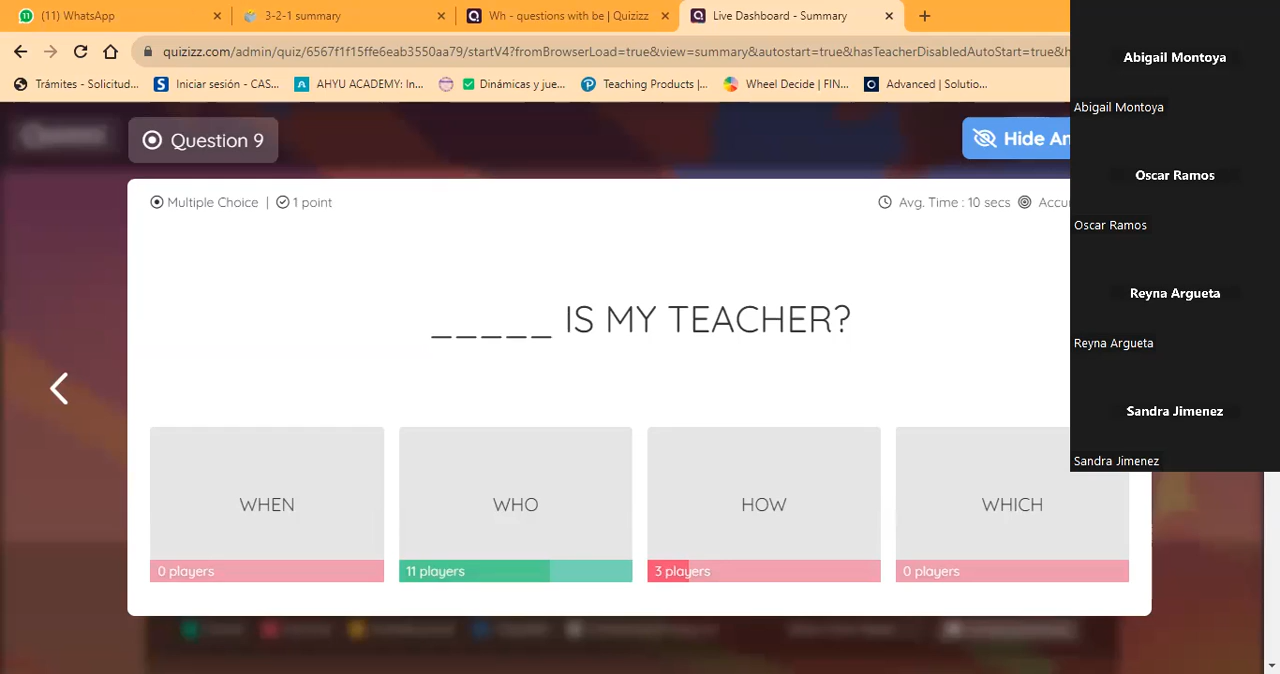 (11) WhatsApp
3-2-1 summary
Wh - questions with be | Quizizz
Live Dashboard - Summary
quizizz.com/admin/quiz/6567f1f15ffe6eab3550aa79/startV4?fromBrowserLoad=true&view=summary&autostart=true&hasTeacherDisabledAutoStart=true&h
Trámites - Solicitud...
Iniciar sesión - CAS...
AHYU ACADEMY: In...
Dinámicas y jue...
Teaching Products |...
Wheel Decide | FIN...
Advanced | Solutio...
Question 9
Hide An
Multiple Choice | 1 point
Avg. Time : 10 secs
Accu
_____ IS MY TEACHER?
WHEN
WHO
HOW
WHICH
0 players
11 players
3 players
0 players
Abigail Montoya
Abigail Montoya
Oscar Ramos
Oscar Ramos
Reyna Argueta
Reyna Argueta
Sandra Jimenez
Sandra Jimenez